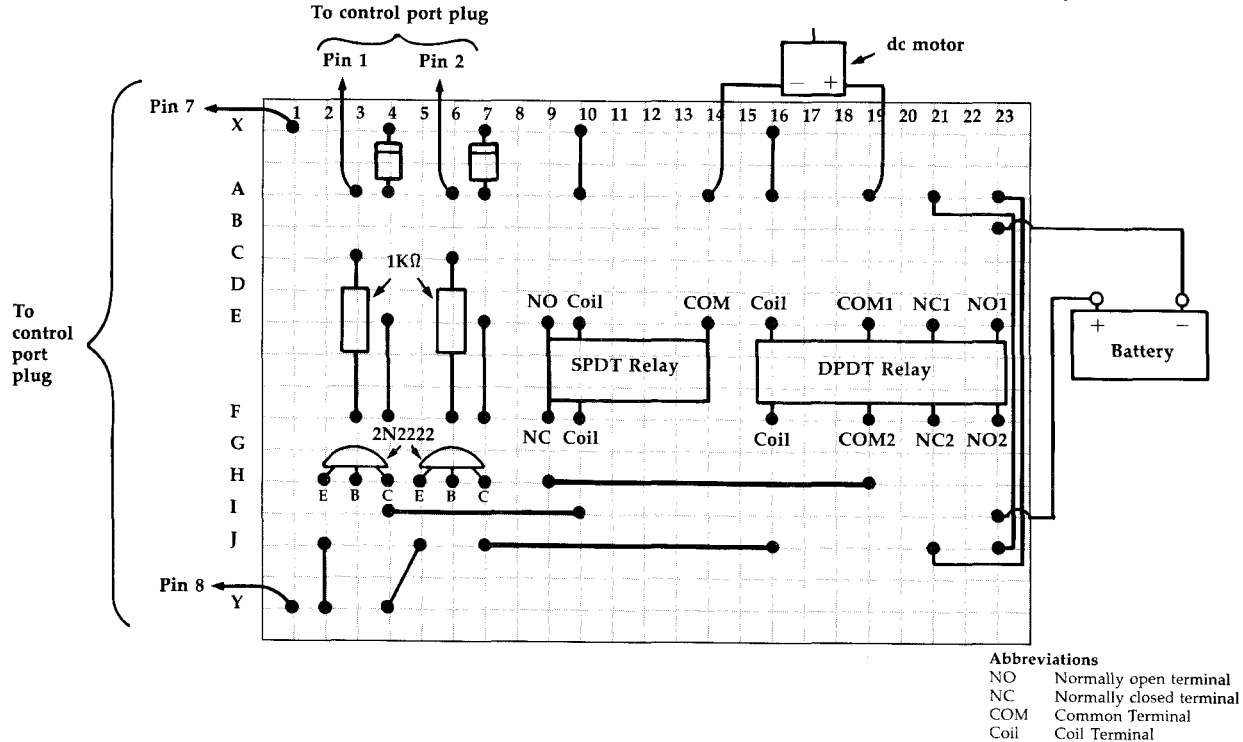 To control port plug
Pin 1 Pin 2
dc motor
− +
Pin 7
1 2 3 4 5 6 7 8 9 10 11 12 13 14 15 16 17 18 19 20 21 22 23
X
A
B
C
D
E
F
G
H
I
J
Y
1KΩ
To
control
port
plug
NO Coil COM Coil COM1 NC1 NO1
SPDT Relay DPDT Relay
+ −
Battery
NC Coil Coil COM2 NC2 NO2
2N2222
E B C E B C
Pin 8
Abbreviations
NO Normally open terminal
NC Normally closed terminal
COM Common Terminal
Coil Coil Terminal